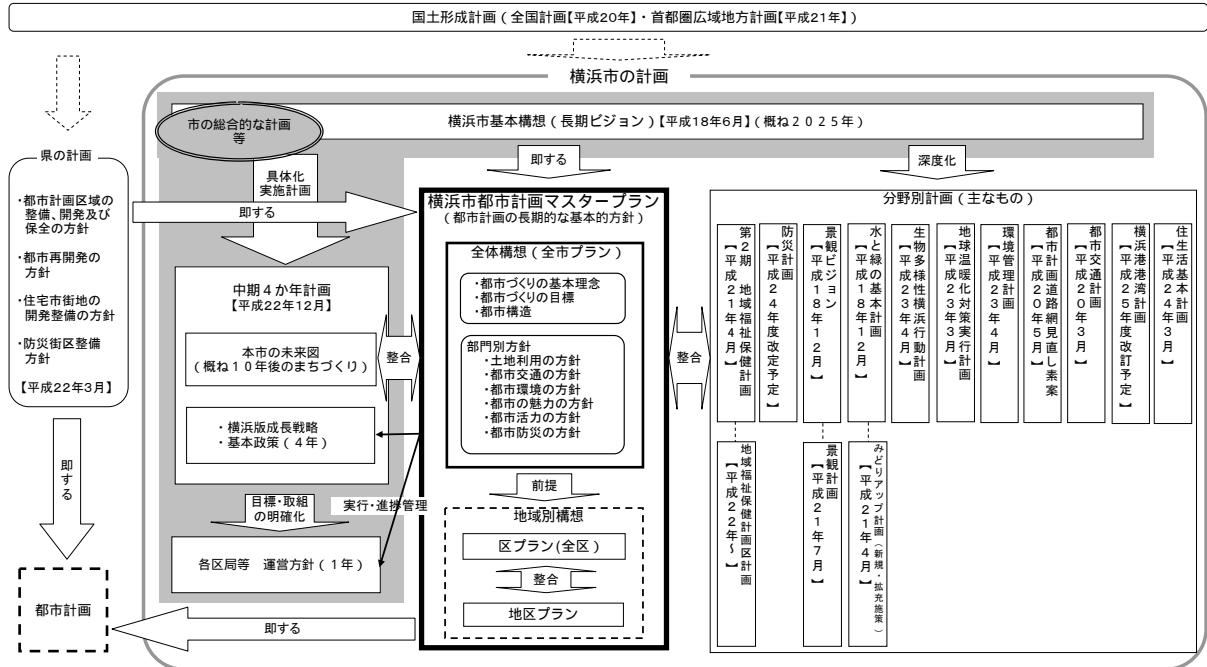 国土形成計画(全国計画【平成20年】・首都圏広域地方計画【平成21年】)
横浜市の計画
市の総合的な計画
等
横浜市基本構想(長期ビジョン)【平成18年6月】(概ね2025年)
県の計画
・都市計画区域の
整備、開発及び
保全の方針
・都市再開発の
方針
・住宅市街地の
開発整備の方針
・防災街区整備
方針
【平成22年3月】
即する
都市計画
具体化
実施計画
即する
即する
深度化
中期4か年計画
【平成22年12月】
本市の未来図
(概ね10年後のまちづくり)
・横浜版成長戦略
・基本政策(4年)
目標・取組
の明確化
実行・進捗管理
各区局等 運営方針(1年)
即する
整合
横浜市都市計画マスタープラン
(都市計画の長期的な基本的方針)
全体構想(全市プラン)
・都市づくりの基本理念
・都市づくりの目標
・都市構造
部門別方針
・土地利用の方針
・都市交通の方針
・都市環境の方針
・都市の魅力の方針
・都市活力の方針
・都市防災の方針
前提
地域別構想
区プラン(全区)
整合
地区プラン
整合
分野別計画(主なもの)
第2期 地域福祉保健計画
【平成21年4月】
防災計画
【平成24年度改定予定】
景観ビジョン
【平成18年12月】
水と緑の基本計画
【平成18年12月】
生物多様性横浜行動計画
【平成23年4月】
地球温暖化対策実行計画
【平成23年3月】
環境管理計画
【平成23年4月】
都市計画道路網見直し素案
【平成20年5月】
都市交通計画
【平成20年3月】
横浜港港湾計画
【平成25年度改訂予定】
住生活基本計画
【平成24年3月】
地域福祉保健計画区計画
【平成22年~】
景観計画
【平成21年7月】
みどりアップ計画(新規・拡充施策)
【平成21年4月】